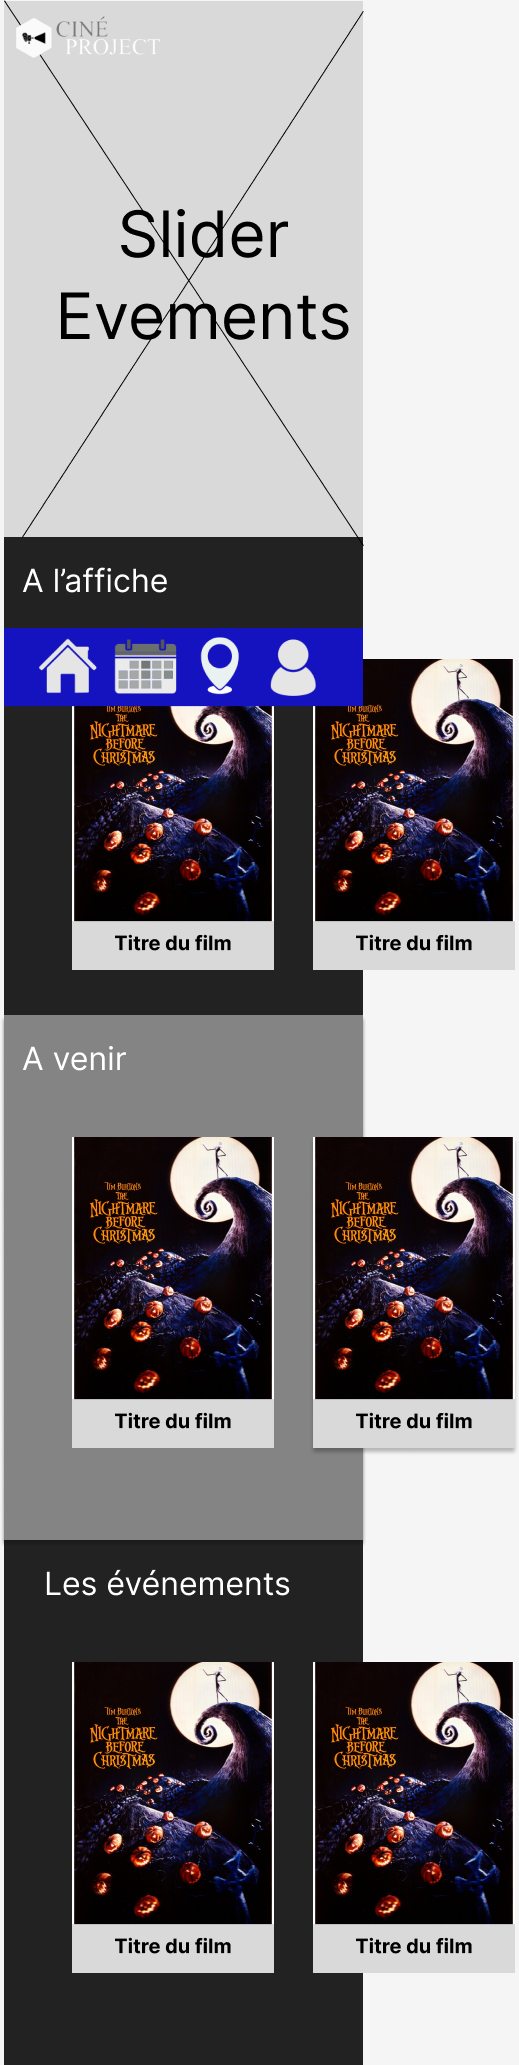 CINÉ
PROJECT
Slider
Evements
A l’affiche
TIM BURTON'S
THE
NIGHTMARE
BEFORE
CHRISTMAS
TIM BURTON'S
THE
NIGHTMARE
BEFORE
CHRISTMAS
Titre du film
Titre du film
A venir
TIM BURTON'S
THE
NIGHTMARE
BEFORE
CHRISTMAS
TIM BURTON'S
THE
NIGHTMARE
BEFORE
CHRISTMAS
Titre du film
Titre du film
Les événements
TIM BURTON'S
THE
NIGHTMARE
BEFORE
CHRISTMAS
TIM BURTON'S
THE
NIGHTMARE
BEFORE
CHRISTMAS
Titre du film
Titre du film